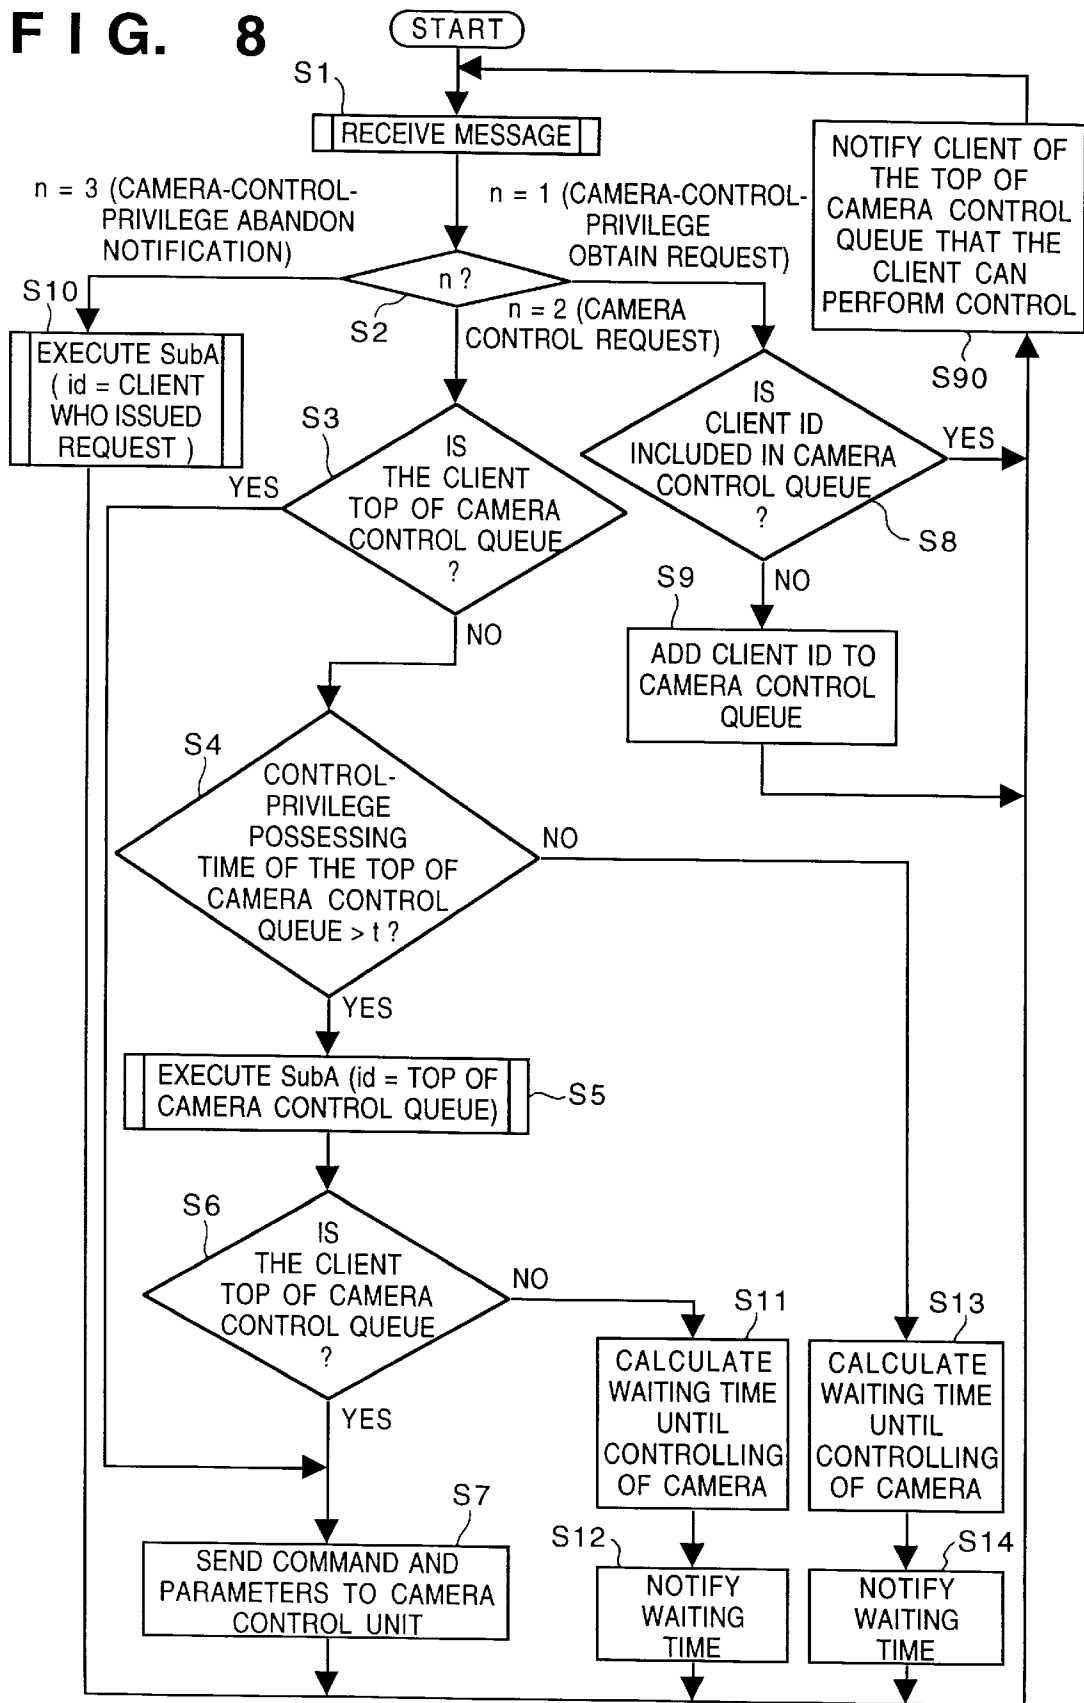 FIG. 8
START
S1
RECEIVE MESSAGE
n = 3 (CAMERA-CONTROL-
PRIVILEGE ABANDON
NOTIFICATION)
n = 1 (CAMERA-CONTROL-
PRIVILEGE
OBTAIN REQUEST)
n ?
S2
n = 2 (CAMERA
CONTROL REQUEST)
NOTIFY CLIENT OF
THE TOP OF
CAMERA CONTROL
QUEUE THAT THE
CLIENT CAN
PERFORM CONTROL
S90
S10
EXECUTE SubA
( id = CLIENT
WHO ISSUED
REQUEST )
S3
IS
THE CLIENT
TOP OF CAMERA
CONTROL QUEUE
?
YES
NO
IS
CLIENT ID
INCLUDED IN CAMERA
CONTROL QUEUE
?
YES
S8
NO
S9
ADD CLIENT ID TO
CAMERA CONTROL
QUEUE
S4
CONTROL-
PRIVILEGE
POSSESSING
TIME OF THE TOP OF
CAMERA CONTROL
QUEUE > t ?
NO
YES
EXECUTE SubA (id = TOP OF
CAMERA CONTROL QUEUE)
S5
S6
IS
THE CLIENT
TOP OF CAMERA
CONTROL QUEUE
?
NO
YES
S11
CALCULATE
WAITING TIME
UNTIL
CONTROLLING
OF CAMERA
S13
CALCULATE
WAITING TIME
UNTIL
CONTROLLING
OF CAMERA
S7
SEND COMMAND AND
PARAMETERS TO CAMERA
CONTROL UNIT
S12
NOTIFY
WAITING
TIME
S14
NOTIFY
WAITING
TIME